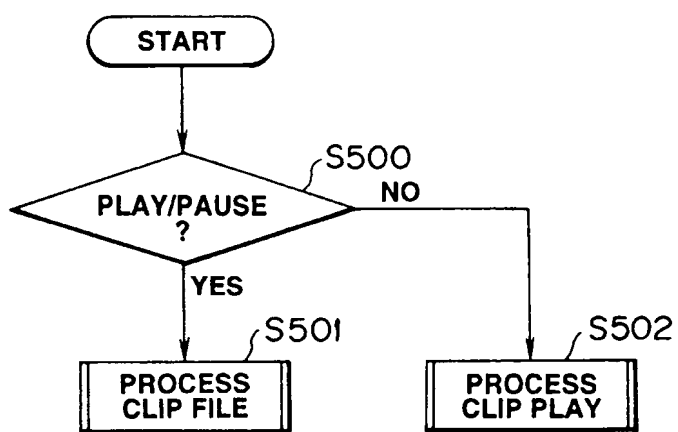 START
S500
PLAY/PAUSE
?
NO
YES
S501
PROCESS
CLIP FILE
S502
PROCESS
CLIP PLAY